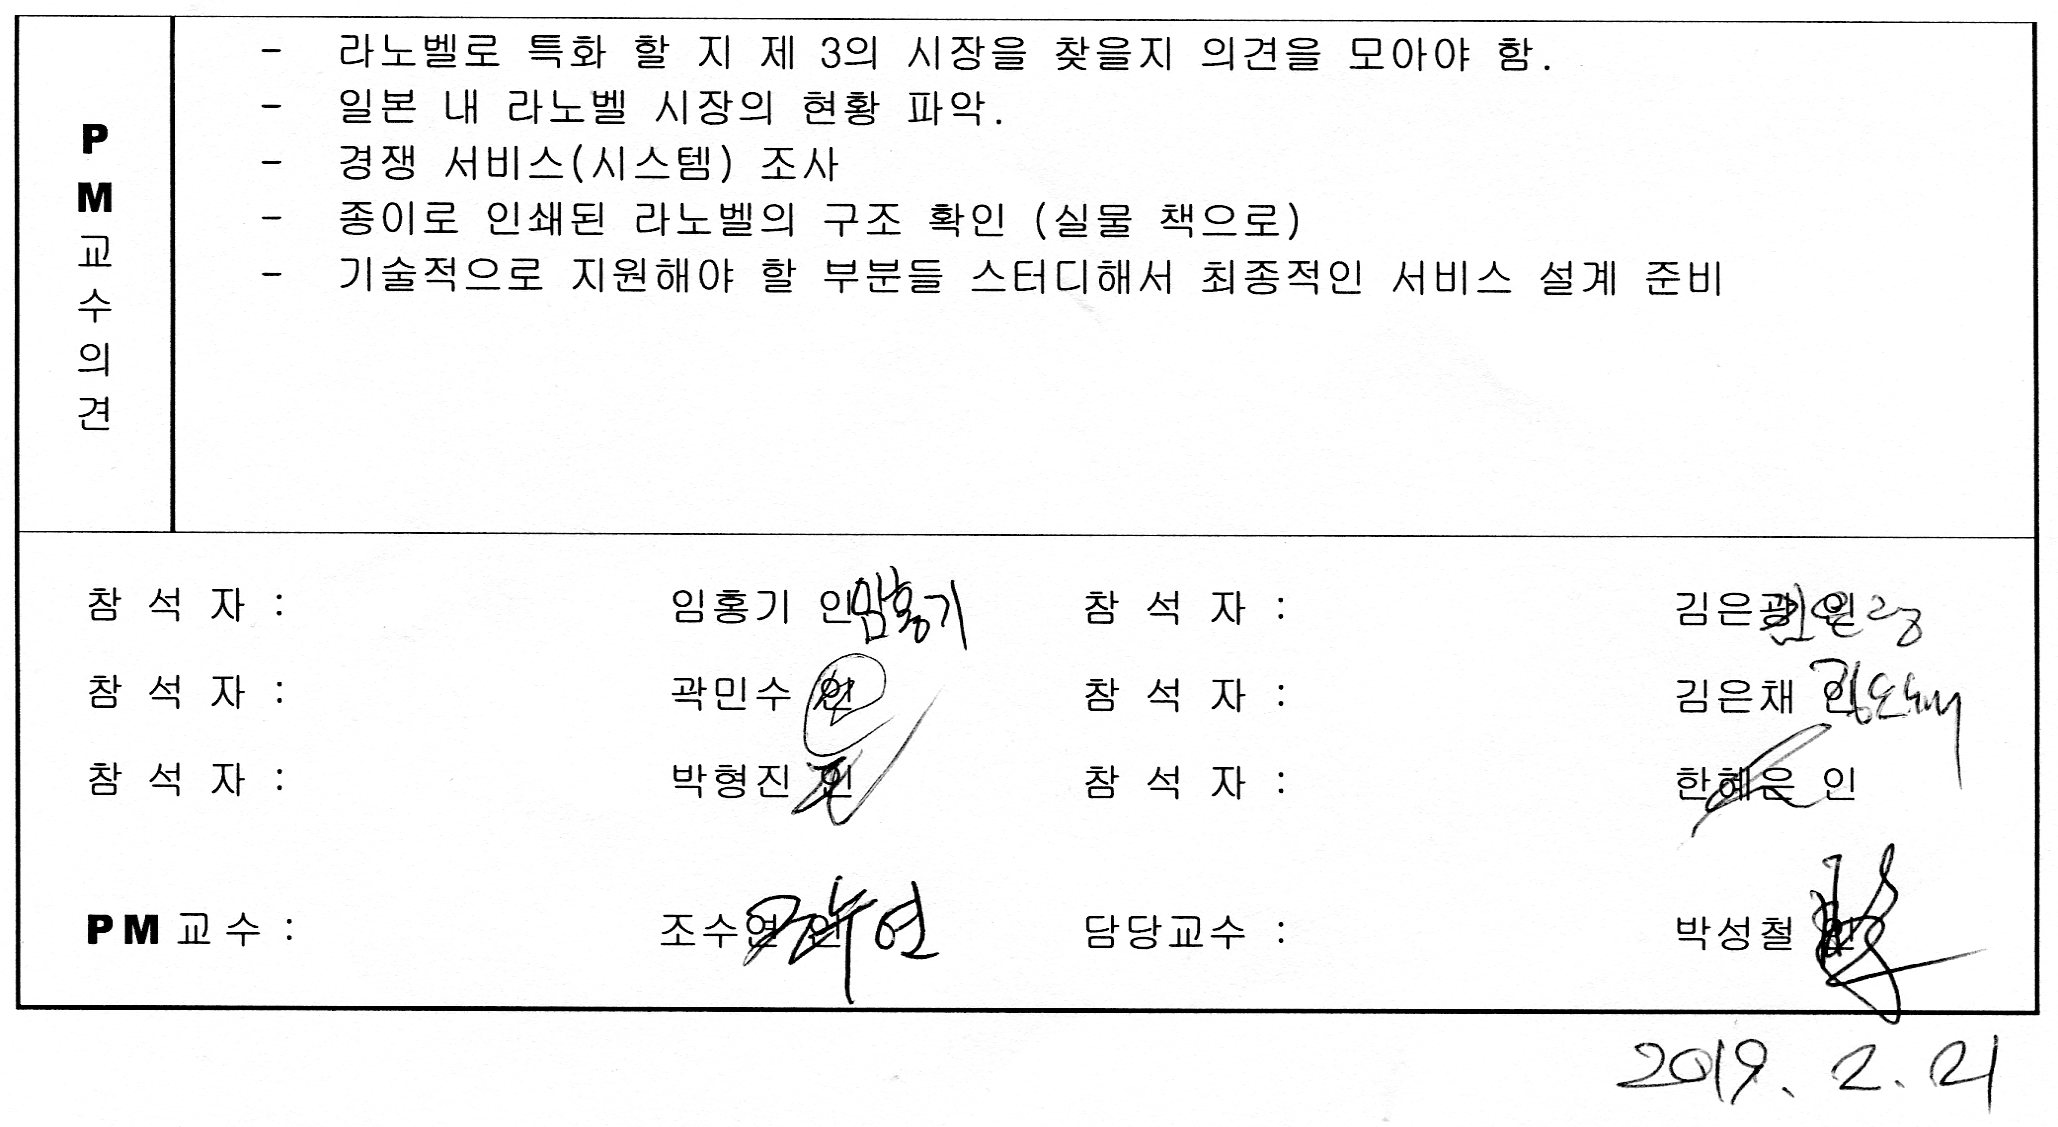 P
M
교
수
의
견
- 라노벨로 특화 할 지 제 3의 시장을 찾을지 의견을 모아야 함.
- 일본 내 라노벨 시장의 현황 파악.
- 경쟁 서비스(시스템) 조사
- 종이로 인쇄된 라노벨의 구조 확인 (실물 책으로)
- 기술적으로 지원해야 할 부분들 스터디해서 최종적인 서비스 설계 준비
참 석 자 : 임홍기 인 임홍기 참 석 자 : 김은광 인
참 석 자 : 곽민수 인 참 석 자 : 김은채 인
참 석 자 : 박형진 인 참 석 자 : 한혜은 인
PM교수 : 조수연 인 조수연 담당교수 : 박성철 인
2019. 2. 21